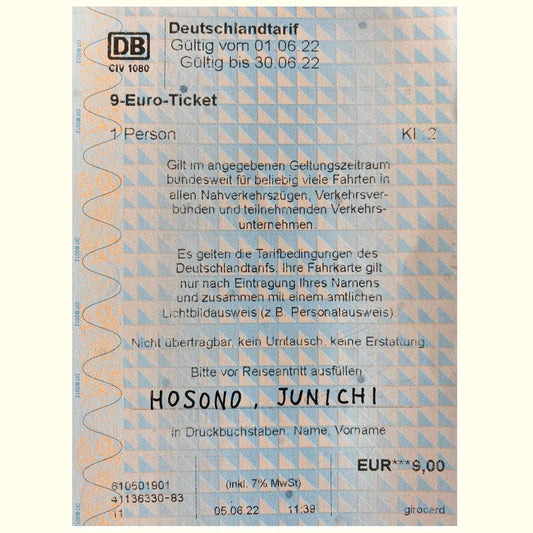 DB
CIV 1080
Deutschlandtarif
Gültig vom 01.06.22
Gültig bis 30.06.22
9-Euro-Ticket
1 Person Kl.:2
Gilt im angegebenen Geltungszeitraum
bundesweit für beliebig viele Fahrten in
allen Nahverkehrszügen, Verkehrsver-
bünden und teilnehmenden Verkehrs-
unternehmen.
Es gelten die Tarifbedingungen des
Deutschlandtarifs. Ihre Fahrkarte gilt
nur nach Eintragung Ihres Namens
und zusammen mit einem amtlichen
Lichtbildausweis (z.B. Personalausweis).
Nicht übertragbar, kein Umtausch, keine Erstattung.
Bitte vor Reiseantritt ausfüllen
HOSONO, JUNICHI
in Druckbuchstaben: Name, Vorname
EUR***9,00
610501901 (inkl. 7% MwSt)
41136330-83
11 05.06.22 11:39 girocard